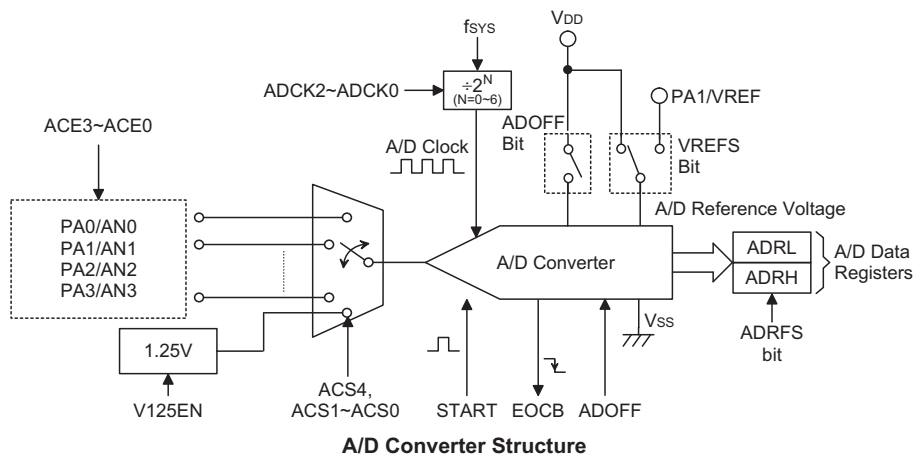 fSYS
VDD
ADCK2~ADCK0
÷2^N
(N=0~6)
PA1/VREF
ACE3~ACE0
ADOFF
Bit
VREFS
Bit
A/D Clock
A/D Reference Voltage
PA0/AN0
PA1/AN1
PA2/AN2
PA3/AN3
A/D Converter
ADRL
ADRH
A/D Data
Registers
VSS
ADRFS
bit
1.25V
V125EN
ACS4,
ACS1~ACS0
START
EOCB
ADOFF
A/D Converter Structure